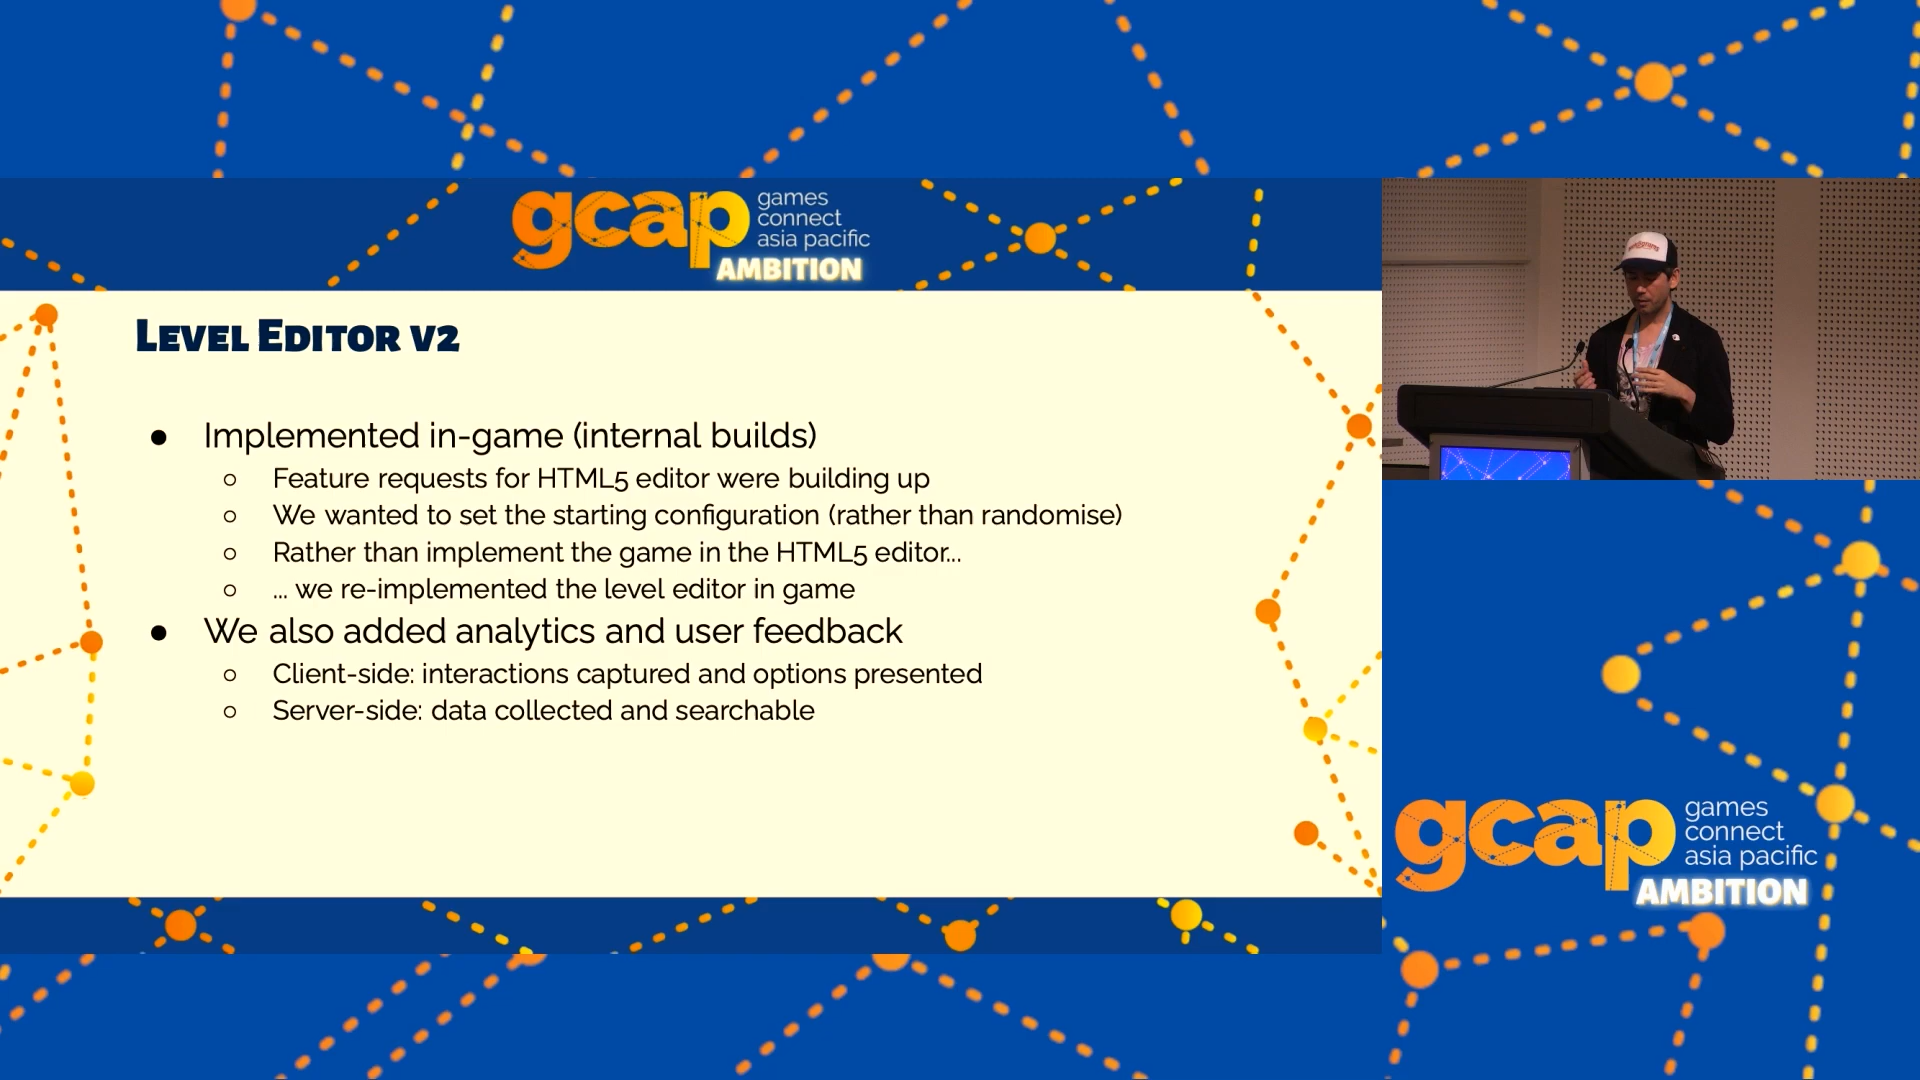 gcap
games
connect
asia pacific
AMBITION
LEVEL EDITOR V2
● Implemented in-game (internal builds)
○ Feature requests for HTML5 editor were building up
○ We wanted to set the starting configuration (rather than randomise)
○ Rather than implement the game in the HTML5 editor...
○ ... we re-implemented the level editor in game
● We also added analytics and user feedback
○ Client-side: interactions captured and options presented
○ Server-side: data collected and searchable
gcap
games
connect
asia pacific
AMBITION